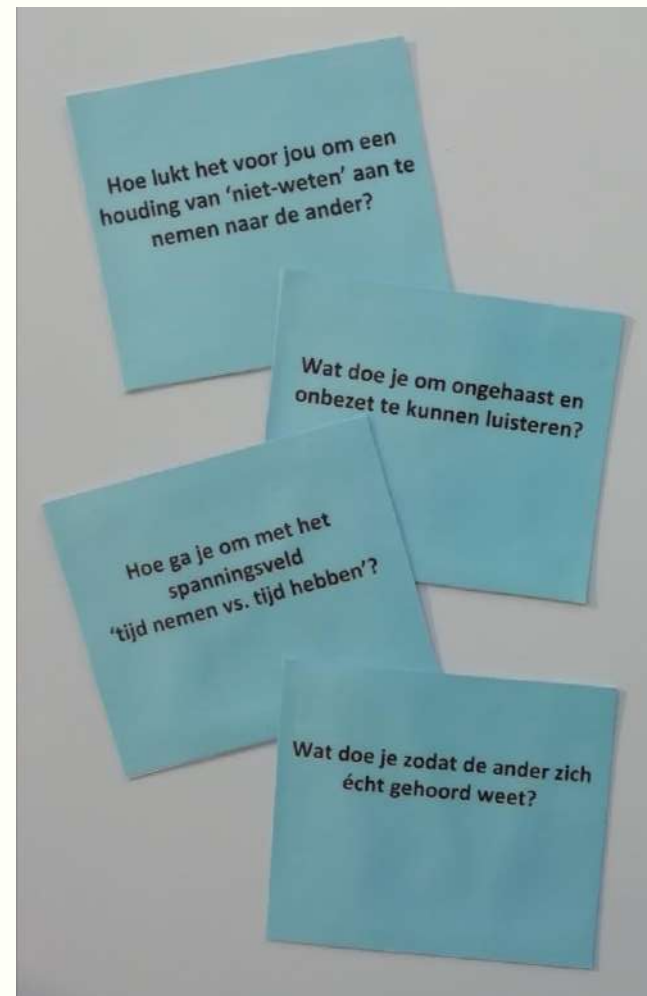 Hoe lukt het voor jou om een
houding van ‘niet-weten’ aan te
nemen naar de ander?
Wat doe je om ongehaast en
onbezet te kunnen luisteren?
Hoe ga je om met het
spanningsveld
‘tijd nemen vs. tijd hebben’?
Wat doe je zodat de ander zich
écht gehoord weet?